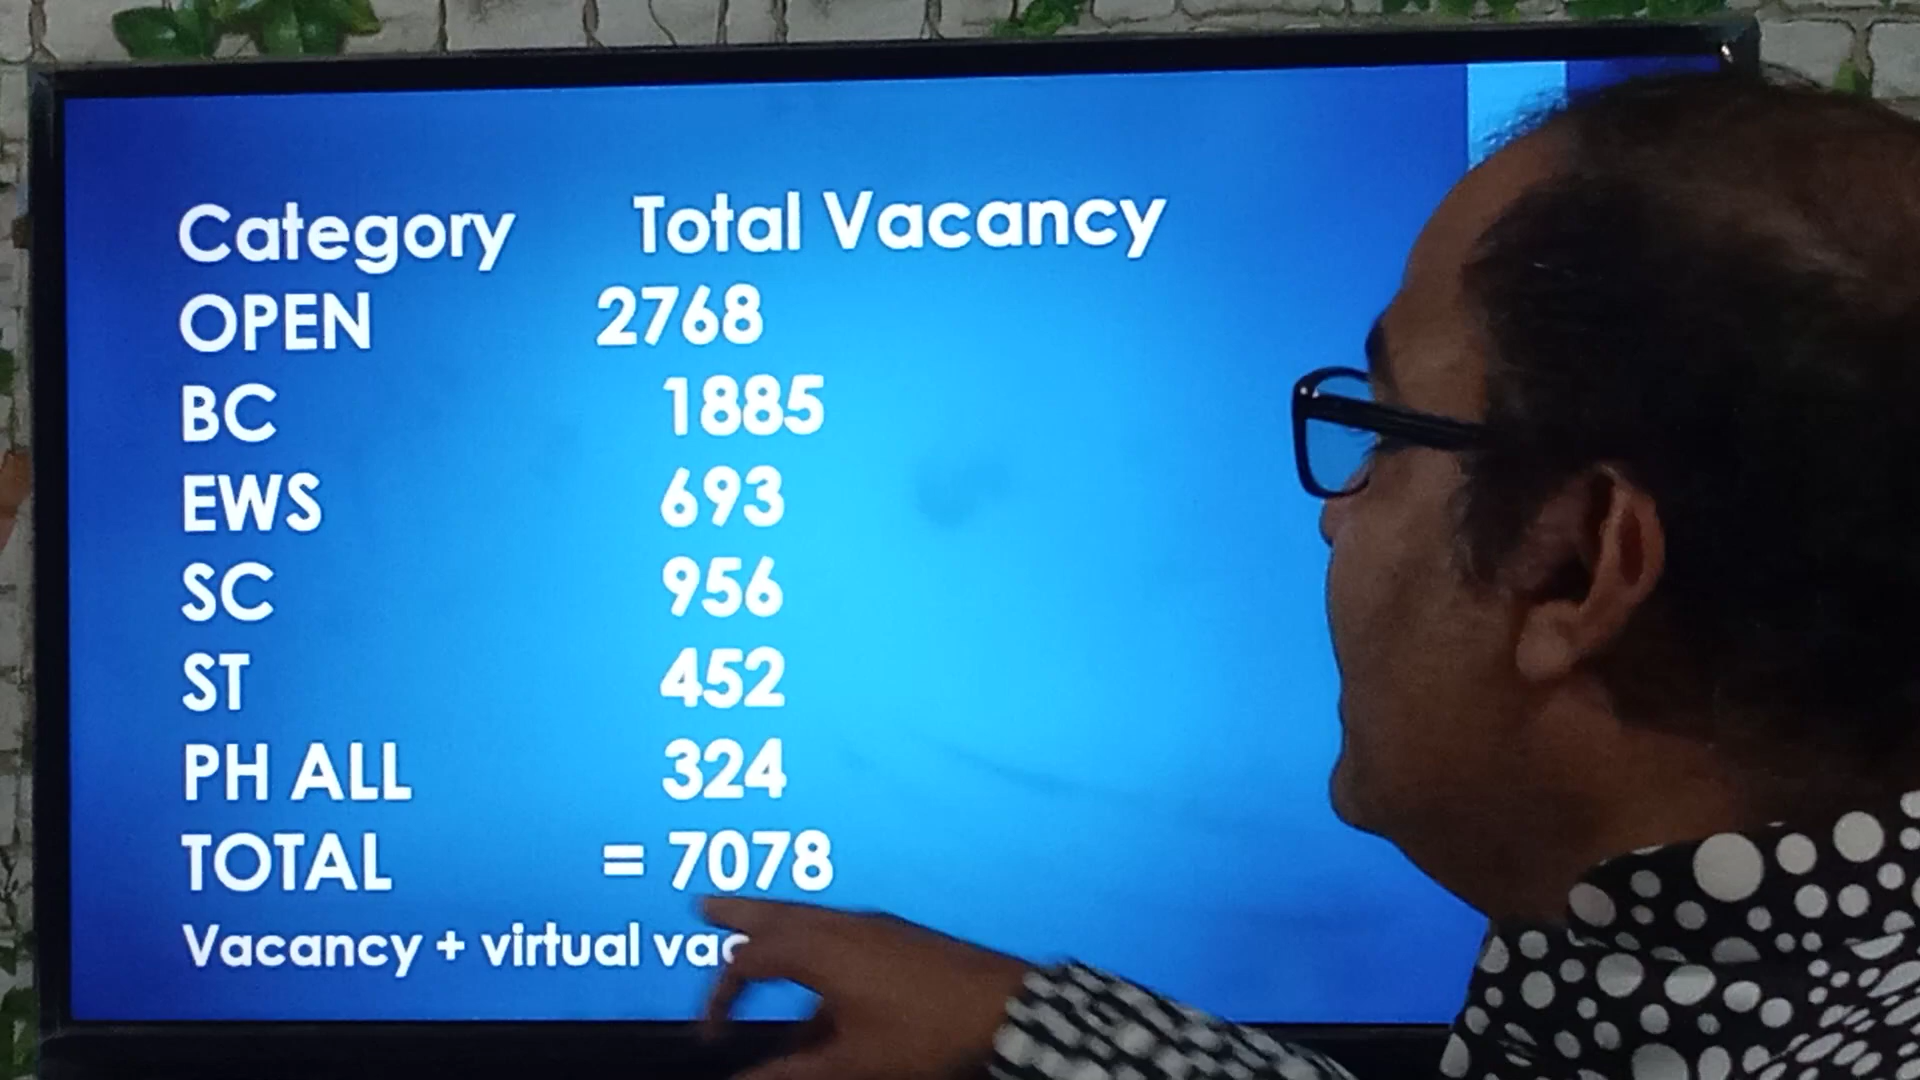 Category Total Vacancy
OPEN 2768
BC 1885
EWS 693
SC 956
ST 452
PH ALL 324
TOTAL = 7078
Vacancy + virtual